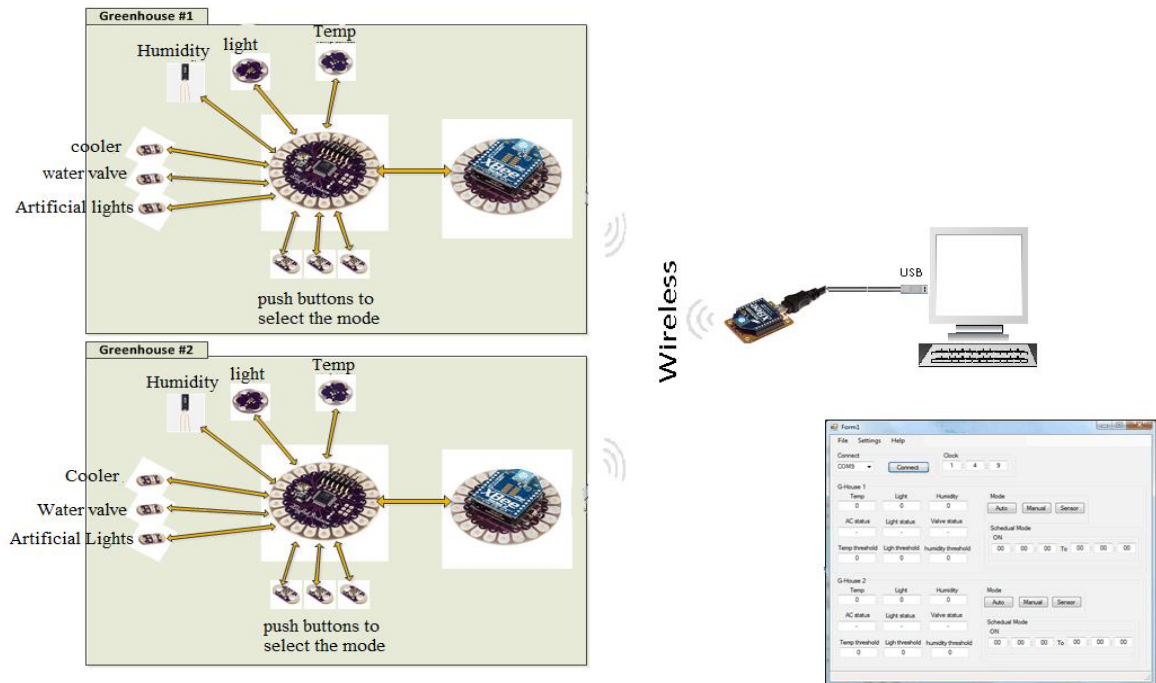 Greenhouse #1
Humidity
light
Temp
cooler
water valve
Artificial lights
XBee
push buttons to
select the mode
Greenhouse #2
Humidity
light
Temp
Cooler
Water valve
Artificial Lights
XBee
push buttons to
select the mode
Wireless
USB
Form1
File Settings Help
Connect Clock
COM9 Connect 1 : 4 : 9
G-House 1
Temp Light Humidity Mode
0 0 0 Auto Manual Sensor
AC status Light status Valve status Schedual Mode
- - - ON
Temp threshold Ligh threshold humidity threshold 00 : 00 : 00 To 00 : 00 : 00
0 0 0
G-House 2
Temp Light Humidity Mode
0 0 0 Auto Manual Sensor
AC status Light status Valve status Schedual Mode
- - - ON
Temp threshold Ligh threshold humidity threshold 00 : 00 : 00 To 00 : 00 : 00
0 0 0